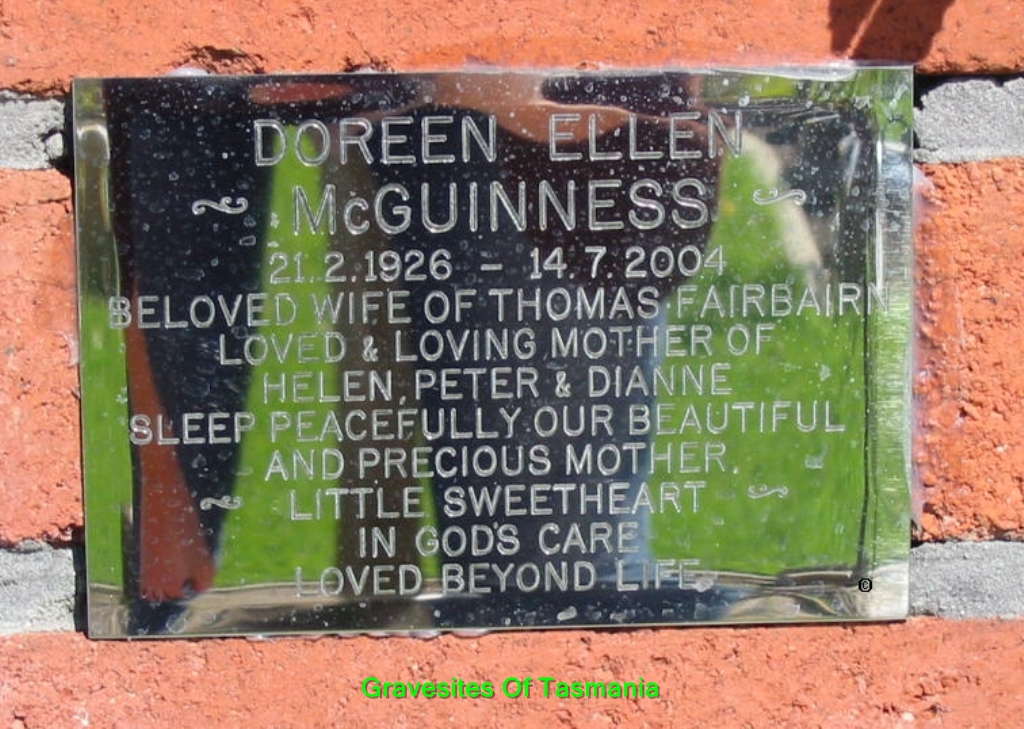 DOREEN ELLEN
McGUINNESS
21.2.1926 - 14.7.2004
BELOVED WIFE OF THOMAS FAIRBAIRN
LOVED & LOVING MOTHER OF
HELEN, PETER & DIANNE
SLEEP PEACEFULLY OUR BEAUTIFUL
AND PRECIOUS MOTHER.
LITTLE SWEETHEART
IN GOD'S CARE
LOVED BEYOND LIFE.
©
Gravesites Of Tasmania